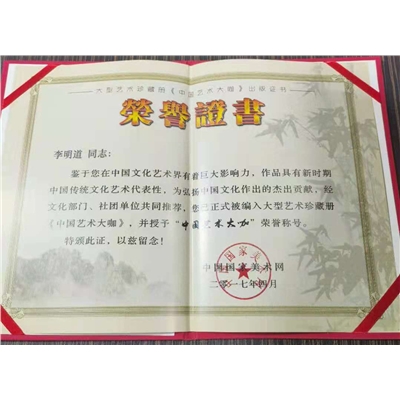 大型艺术珍藏册《中国艺术大咖》出版证书
榮譽證書
李明道 同志:
鉴于您在中国文化艺术界有着巨大影响力,作品具有新时期
中国传统文化艺术代表性,为弘扬中国文化作出的杰出贡献、经
文化部门、社团单位共同推荐,您已正式被编入大型艺术珍藏册
《中国艺术大咖》,并授于“中国艺术大咖”荣誉称号。
特颁此证,以兹留念!
中国国家美术网
二〇一七年四月